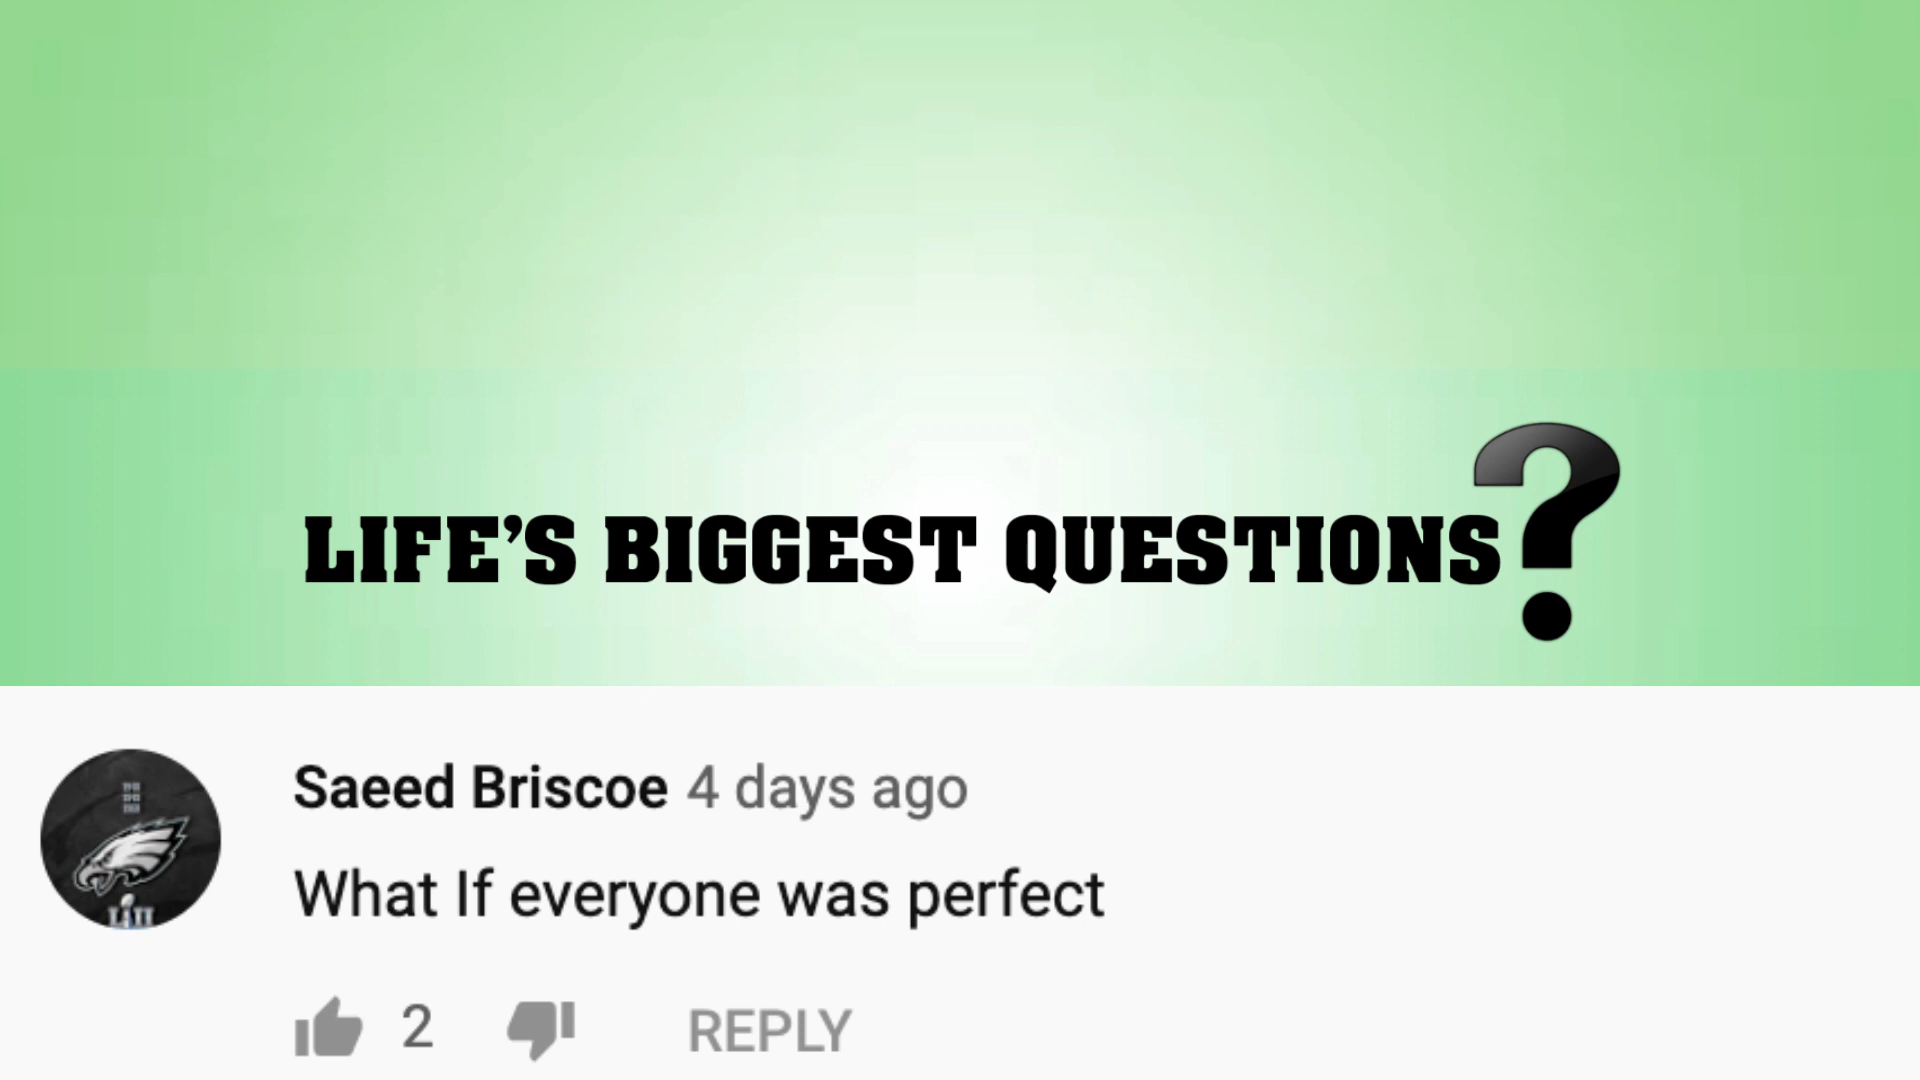 LIFE’S BIGGEST QUESTIONS?
Saeed Briscoe 4 days ago
What If everyone was perfect
2 REPLY